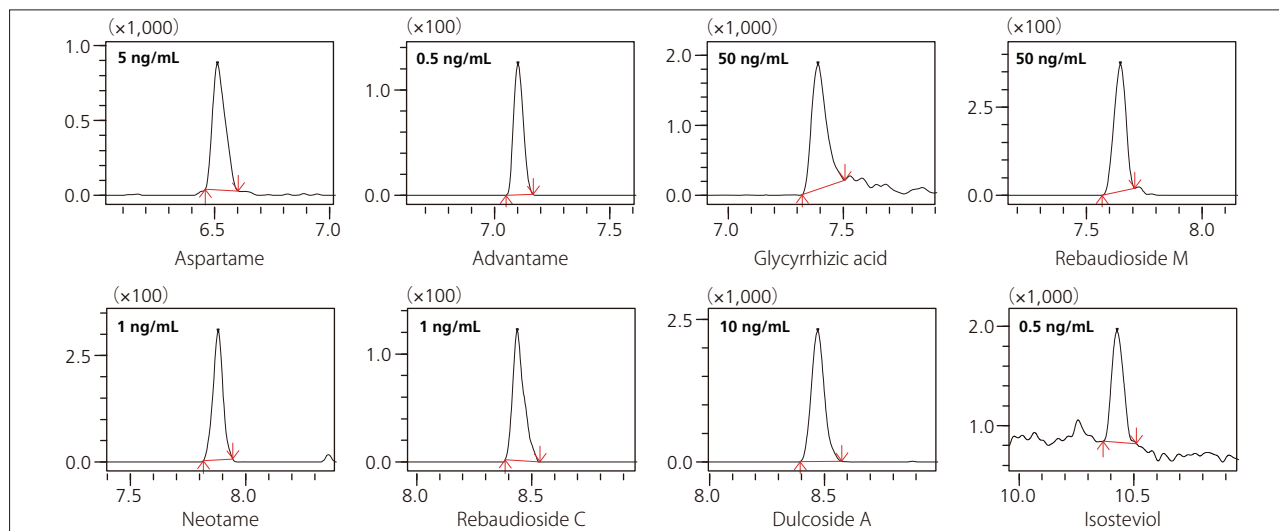 (×1,000)
1.0
0.5
0.0
5 ng/mL
6.5
7.0
Aspartame
(×100)
1.0
0.0
0.5 ng/mL
7.0
7.5
Advantame
(×1,000)
2.0
1.0
0.0
50 ng/mL
7.0
7.5
Glycyrrhizic acid
(×100)
2.5
0.0
50 ng/mL
7.5
8.0
Rebaudioside M
(×100)
2.5
0.0
1 ng/mL
7.5
8.0
Neotame
(×100)
1.0
0.0
1 ng/mL
8.0
8.5
Rebaudioside C
(×1,000)
2.5
0.0
10 ng/mL
8.0
8.5
Dulcoside A
(×1,000)
2.0
1.0
0.5 ng/mL
10.0
10.5
Isosteviol